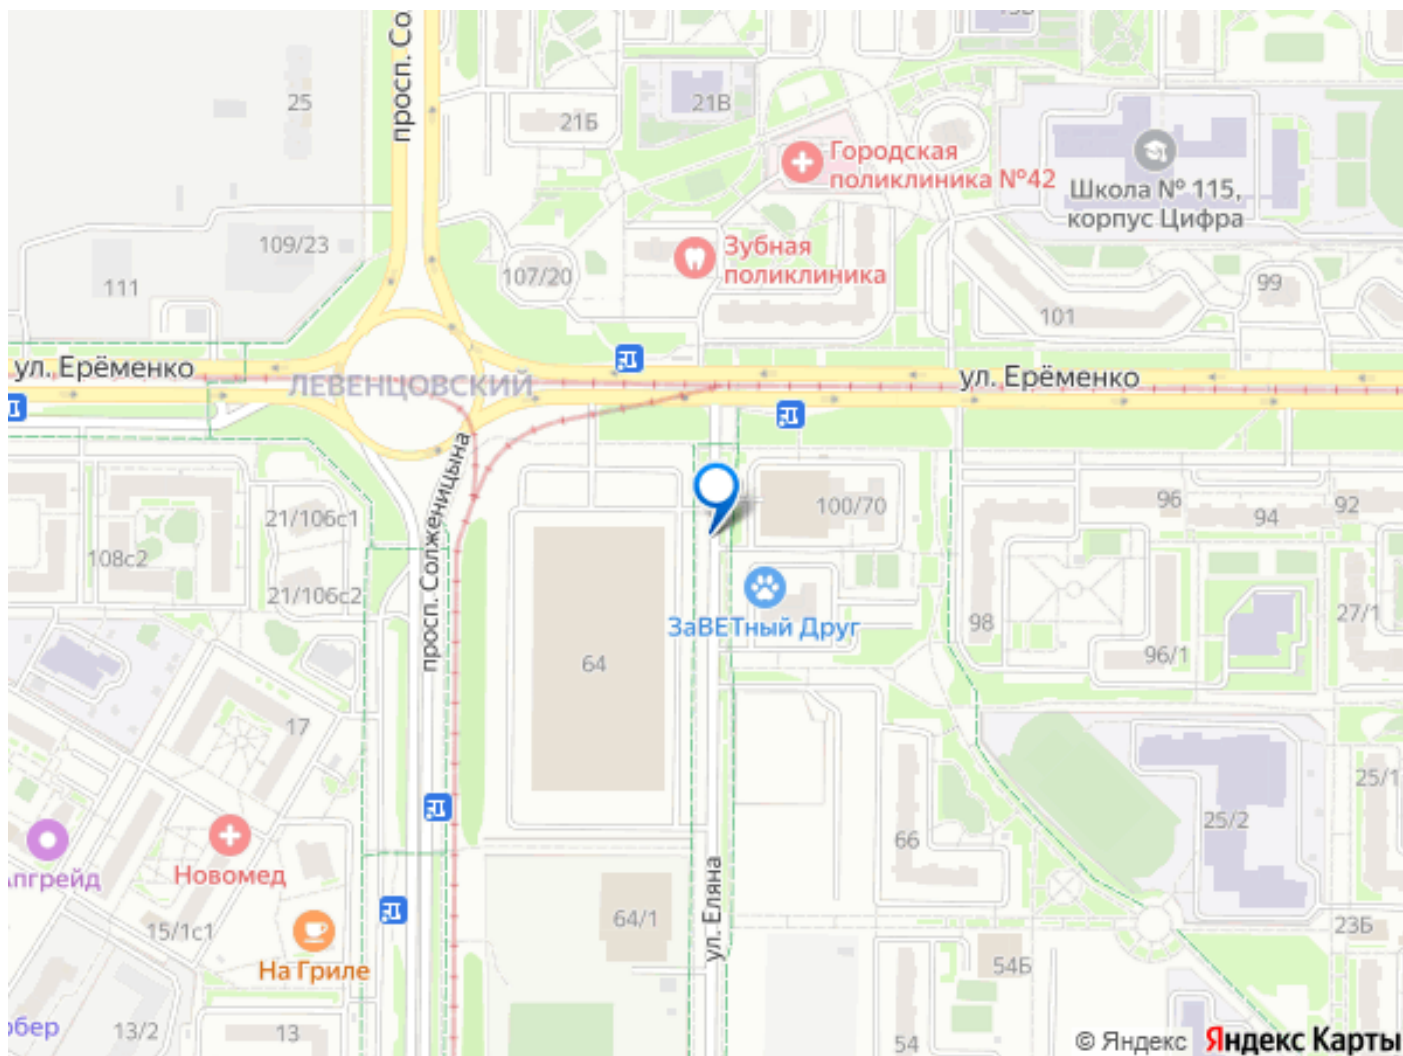 просп. Со
25
21Б
21В
Городская
поликлиника №42
Школа № 115,
корпус Цифра
109/23
111
107/20
Зубная
поликлиника
99
101
ул. Ерёменко
ЛЕВЕНЦОВСКИЙ
ул. Ерёменко
просп. Солженицына
21/106с1
108с2
21/106с2
100/70
96
94
92
ЗаВЕТный Друг
98
96/1
27/1
64
17
25/1
25/2
66
Новомед
пгрейд
15/1с1
На Гриле
64/1
ул. Еляна
54Б
23Б
обер
13/2
13
54
© Яндекс
Яндекс Карты